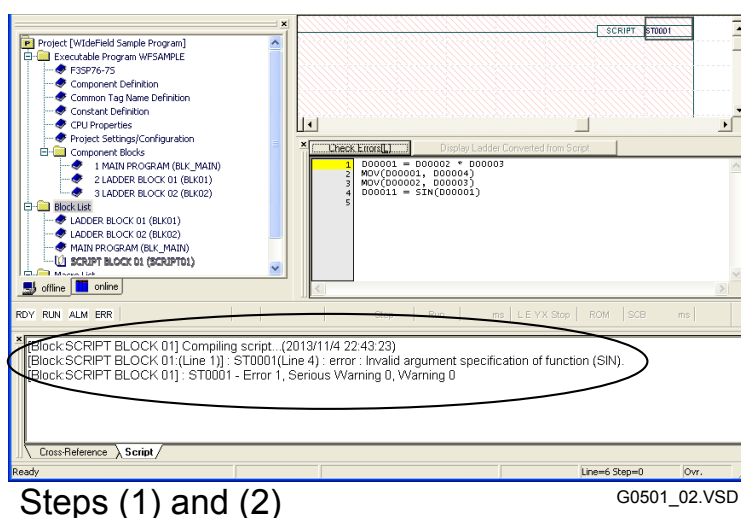 Project [WIdeField Sample Program]
Executable Program WFSAMPLE
F3SP76-7S
Component Definition
Common Tag Name Definition
Constant Definition
CPU Properties
Project Settings/Configuration
Component Blocks
1 MAIN PROGRAM (BLK_MAIN)
2 LADDER BLOCK 01 (BLK01)
3 LADDER BLOCK 02 (BLK02)
Block List
LADDER BLOCK 01 (BLK01)
LADDER BLOCK 02 (BLK02)
MAIN PROGRAM (BLK_MAIN)
SCRIPT BLOCK 01 (SCRIPT01)
Macro List
offline online
SCRIPT ST0001
Check Errors[L] Display Ladder Converted from Script
1 D00001 = D00002 * D00003
2 MOV(D00001, D00004)
3 MOV(D00002, D00003)
4 D00011 = SIN(D00001)
5
RDY RUN ALM ERR Step Run ms L E YX Stop ROM SCB ms
[Block:SCRIPT BLOCK 01] Compiling script...(2013/11/4 22:43:23)
[Block:SCRIPT BLOCK 01:(Line 1)] : ST0001(Line 4) : error : Invalid argument specification of function (SIN).
[Block:SCRIPT BLOCK 01] : ST0001 - Error 1, Serious Warning 0, Warning 0
Cross-Reference Script
Ready Line=6 Step=0 Ovr.
Steps (1) and (2)
G0501_02.VSD